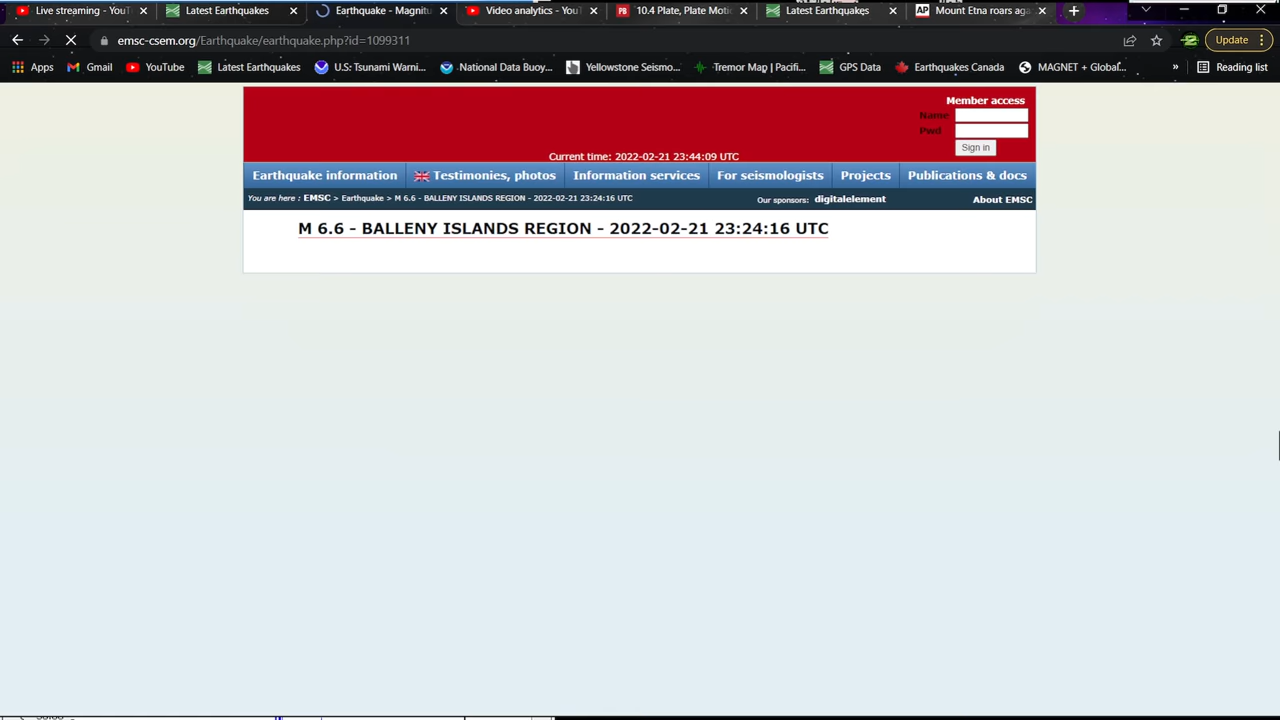 Live streaming - YouT
Latest Earthquakes
Earthquake - Magnitu
Video analytics - YouT
PB 10.4 Plate, Plate Mot
Latest Earthquakes
AP Mount Etna roars aga
emsc-csem.org/Earthquake/earthquake.php?id=1099311
Update
Apps
Gmail
YouTube
Latest Earthquakes
U.S: Tsunami Warni...
National Data Buoy...
Yellowstone Seismo...
Tremor Map | Pacifi...
GPS Data
Earthquakes Canada
MAGNET + Global...
»
Reading list
Member access
Name
Pwd
Sign in
Current time: 2022-02-21 23:44:09 UTC
Earthquake information
Testimonies, photos
Information services
For seismologists
Projects
Publications & docs
You are here : EMSC > Earthquake > M 6.6 - BALLENY ISLANDS REGION - 2022-02-21 23:24:16 UTC
Our sponsors: digitalelement
About EMSC
M 6.6 - BALLENY ISLANDS REGION - 2022-02-21 23:24:16 UTC